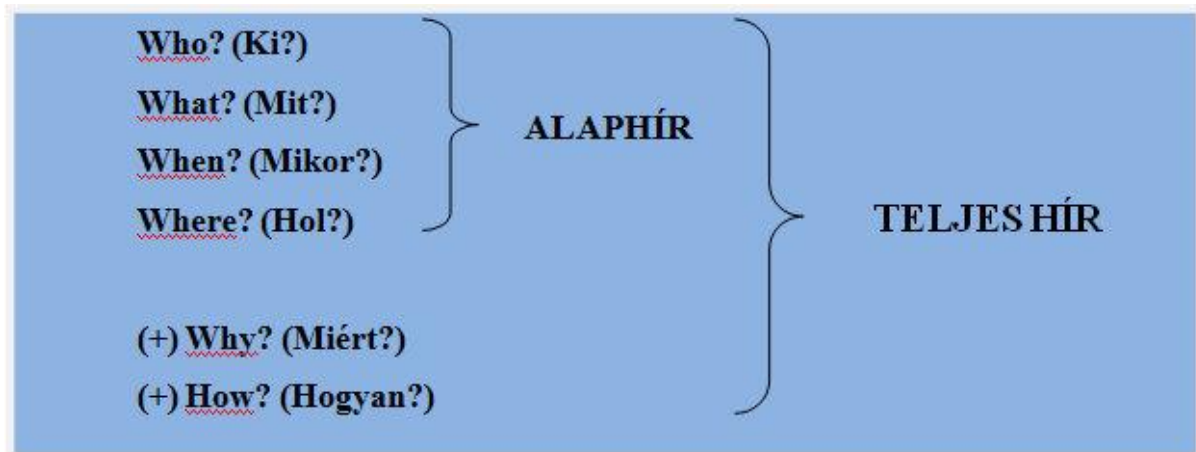 Who? (Ki?)
What? (Mit?)
ALAPHÍR
When? (Mikor?)
Where? (Hol?)
TELJES HÍR
(+) Why? (Miért?)
(+) How? (Hogyan?)